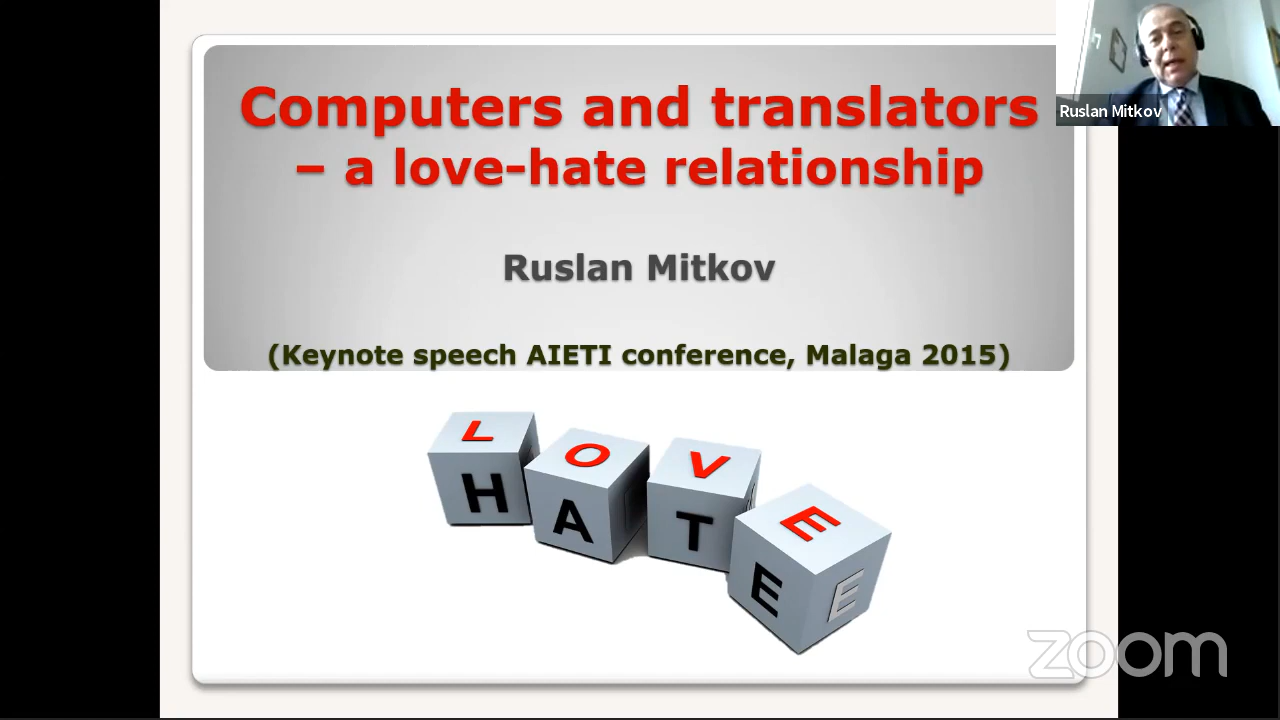 Computers and translators
– a love-hate relationship
Ruslan Mitkov
(Keynote speech AIETI conference, Malaga 2015)
L O V E
H A T E E
Ruslan Mitkov
zoom